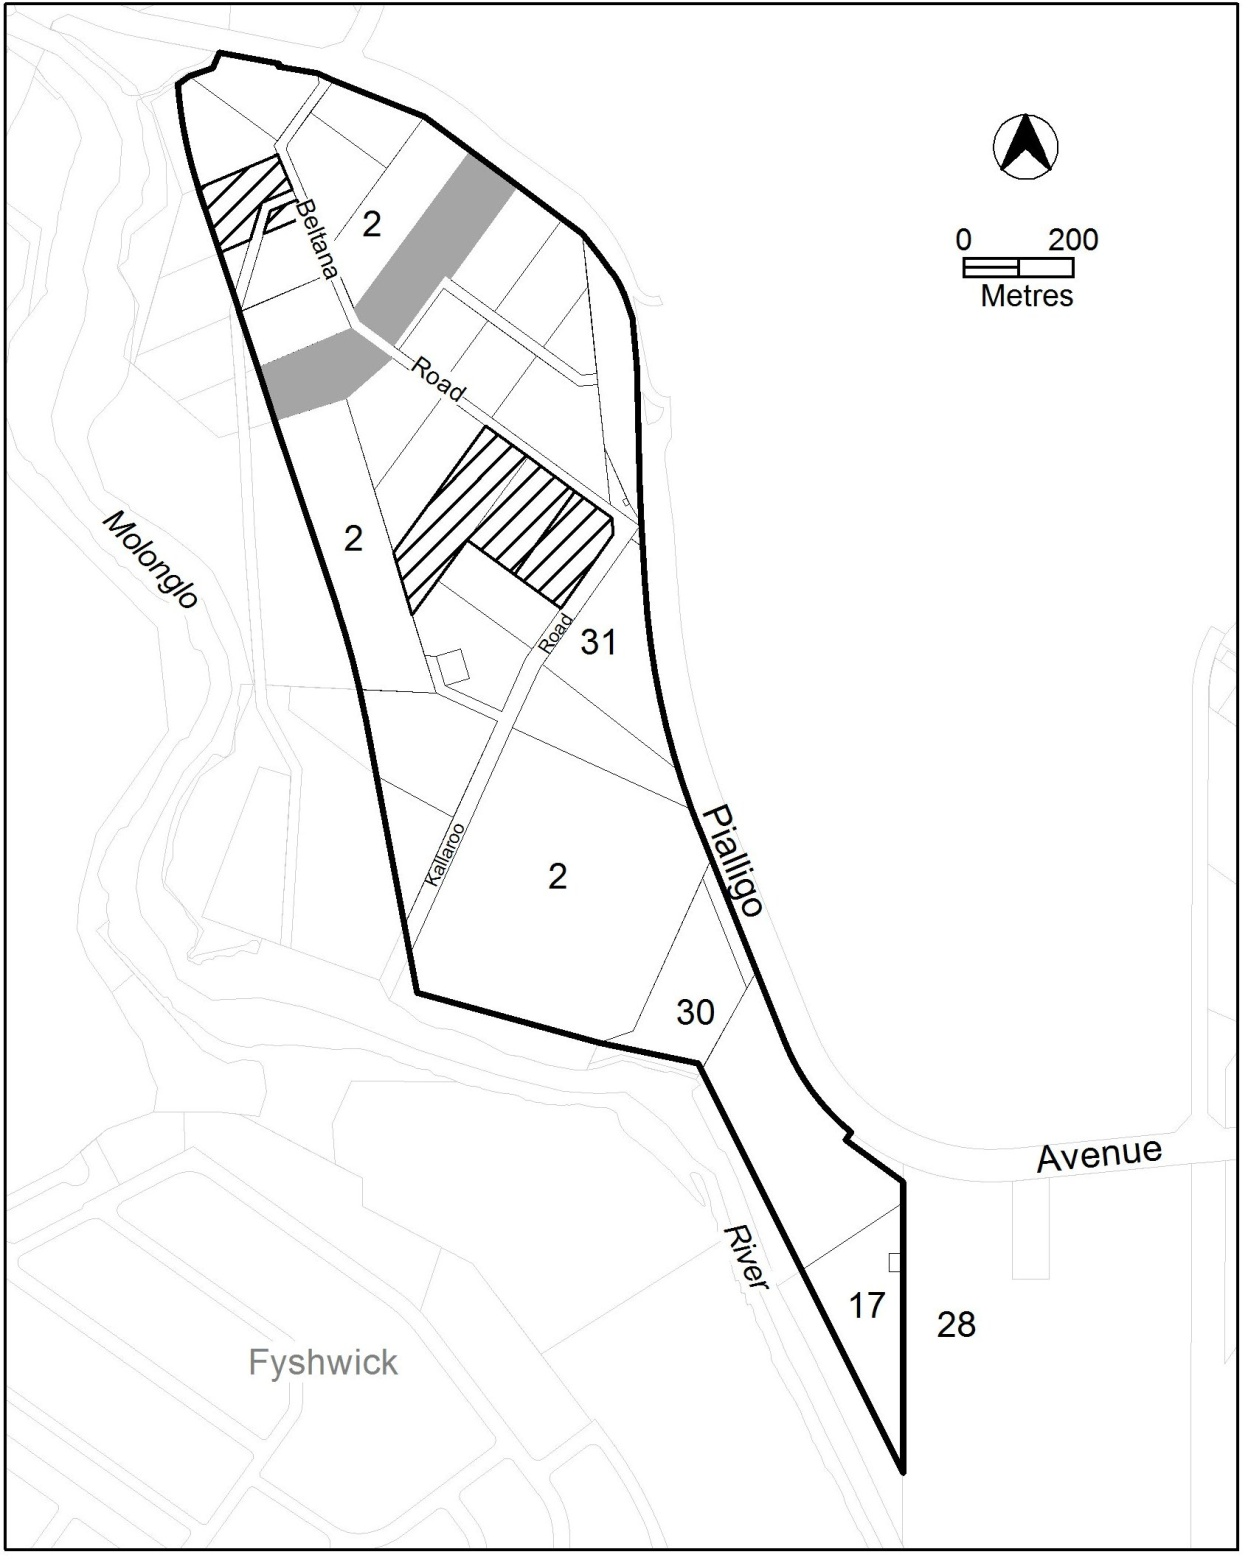 0 200
Metres
2
Beltana
Road
2
Molonglo
Road
31
Pialligo
Kallaroo
2
30
Avenue
River
17
28
Fyshwick